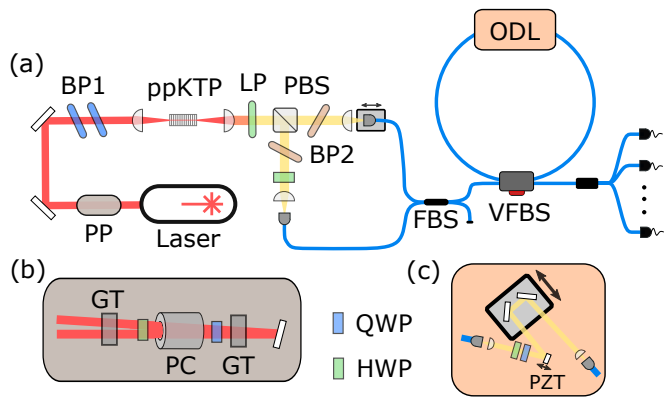 ODL
(a)
BP1
ppKTP
LP
PBS
BP2
FBS
VFBS
PP
Laser
(b)
GT
PC
GT
QWP
HWP
(c)
PZT